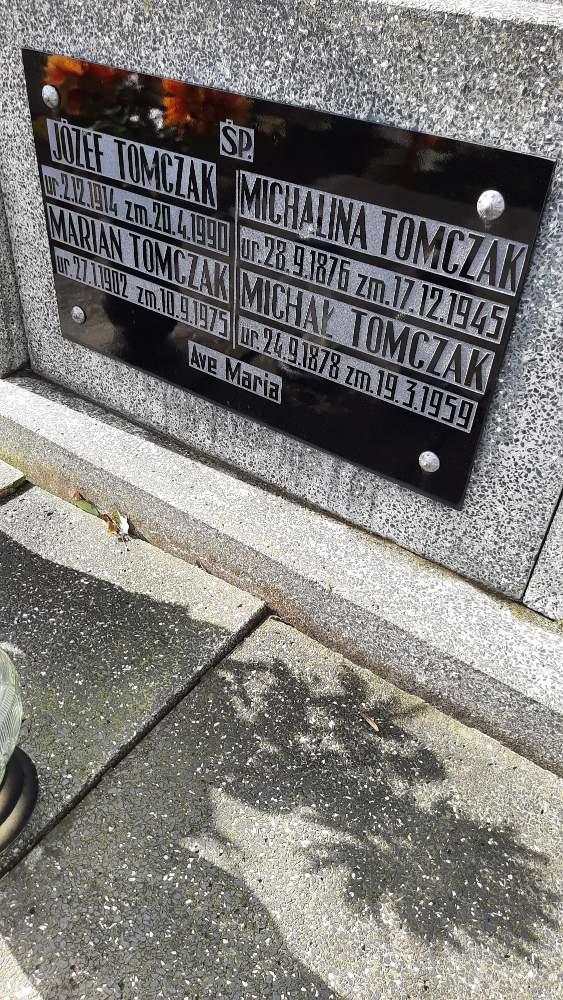 ŚP.
JÓZEF TOMCZAK
ur.2.12.1914 zm.20.4.1990
MARIAN TOMCZAK
ur.27.1.1902 zm.10.9.1975
MICHALINA TOMCZAK
ur.28.9.1876 zm.17.12.1945
MICHAŁ TOMCZAK
ur.24.9.1878 zm.19.3.1959
Ave Maria